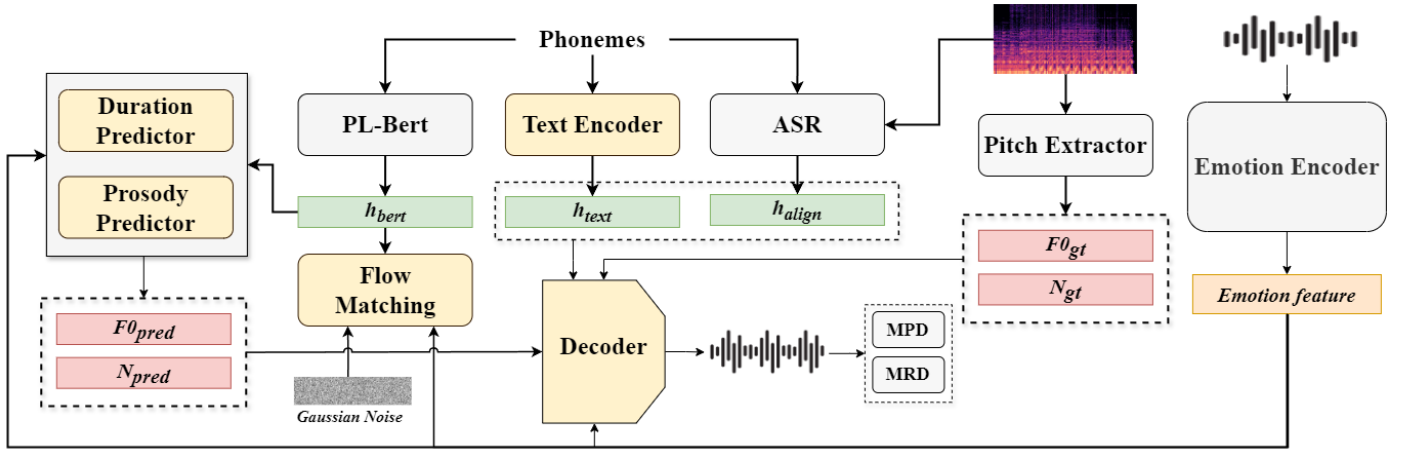 Phonemes
Duration
Predictor
Prosody
Predictor
PL-Bert
Text Encoder
ASR
Pitch Extractor
Emotion Encoder
h_bert
h_text
h_align
F0_gt
N_gt
Emotion feature
Flow
Matching
F0_pred
N_pred
Decoder
MPD
MRD
Gaussian Noise